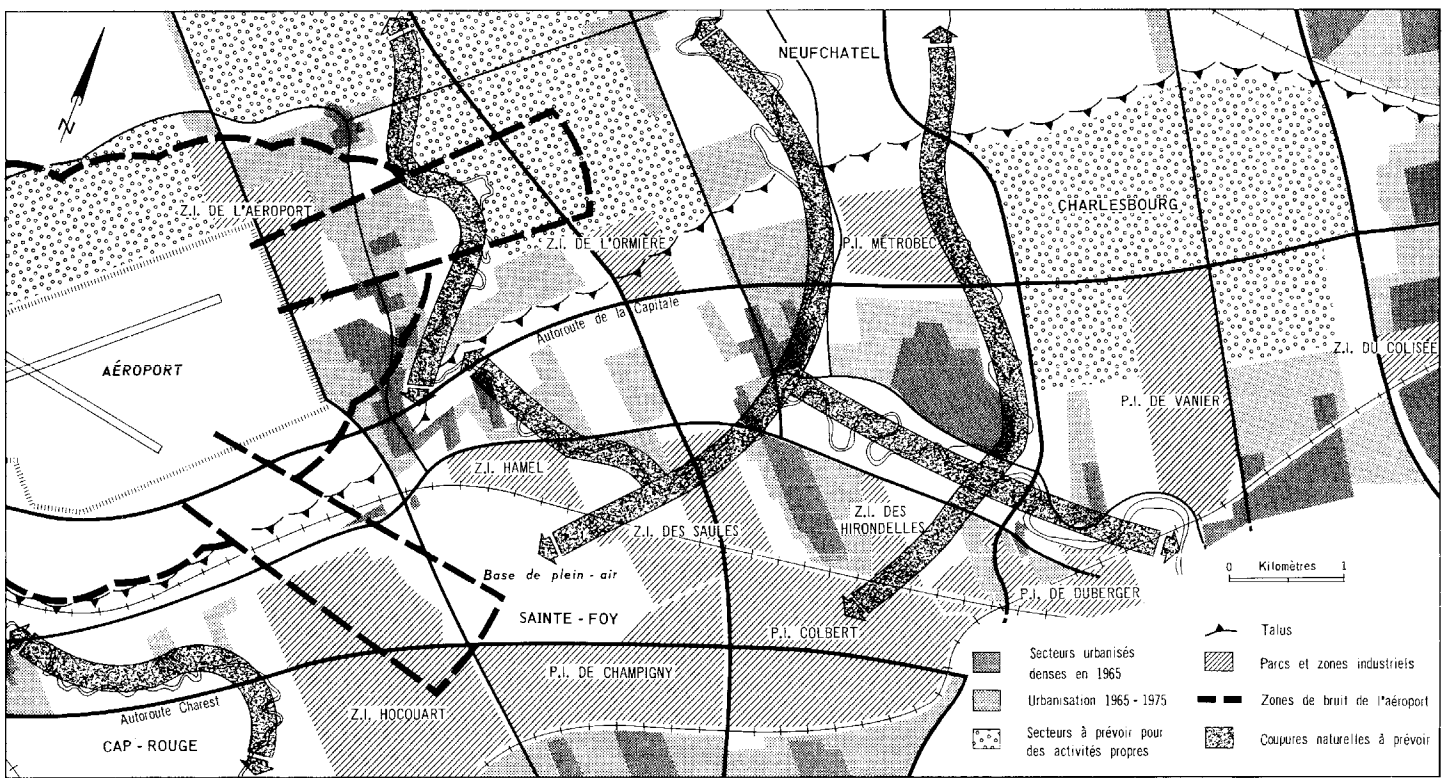 NEUFCHATEL
N
Z.I. DE L'AÉROPORT
CHARLESBOURG
Z.I. DE L'ORMIÈRE
P.I. MÉTROBEC
Autoroute de la Capitale
Z.I. DU COLISÉE
AÉROPORT
P.I. DE VANIER
Z.I. HAMEL
Z.I. DES
HIRONDELLES
Z.I. DES SAULES
Base de plein-air
0 Kilomètres 1
P.I. DE DUBERGER
SAINTE-FOY
P.I. COLBERT
P.I. DE CHAMPIGNY
Z.I. HOCQUART
Autoroute Charest
CAP-ROUGE
Secteurs urbanisés
denses en 1965
Urbanisation 1965-1975
Secteurs à prévoir pour
des activités propres
Talus
Parcs et zones industriels
Zones de bruit de l'aéroport
Coupures naturelles à prévoir